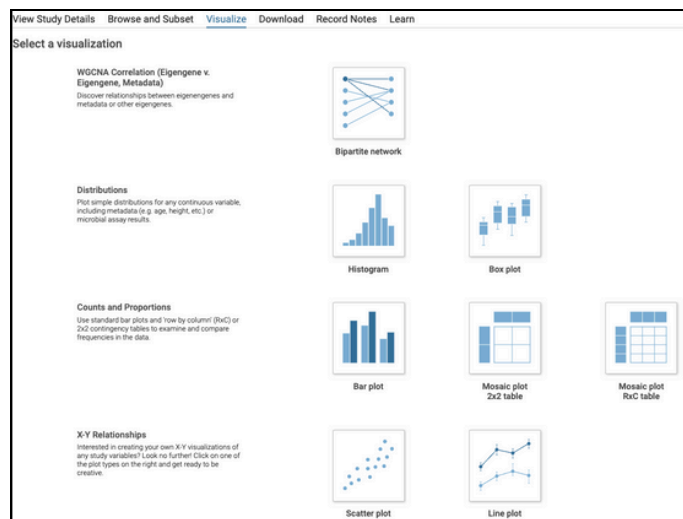 View Study Details Browse and Subset Visualize Download Record Notes Learn
Select a visualization
WGCNA Correlation (Eigengene v.
Eigengene, Metadata)
Discover relationships between eigenengenes and
metadata or other eigengenes.
Bipartite network
Distributions
Plot simple distributions for any continuous variable,
including metadata (e.g. age, height, etc.) or
microbial assay results.
Histogram
Box plot
Counts and Proportions
Use standard bar plots and 'row by column' (RxC) or
2x2 contingency tables to examine and compare
frequencies in the data.
Bar plot
Mosaic plot
2x2 table
Mosaic plot
RxC table
X-Y Relationships
Interested in creating your own X-Y visualizations of
any study variables? Look no further! Click on one of
the plot types on the right and get ready to be
creative.
Scatter plot
Line plot